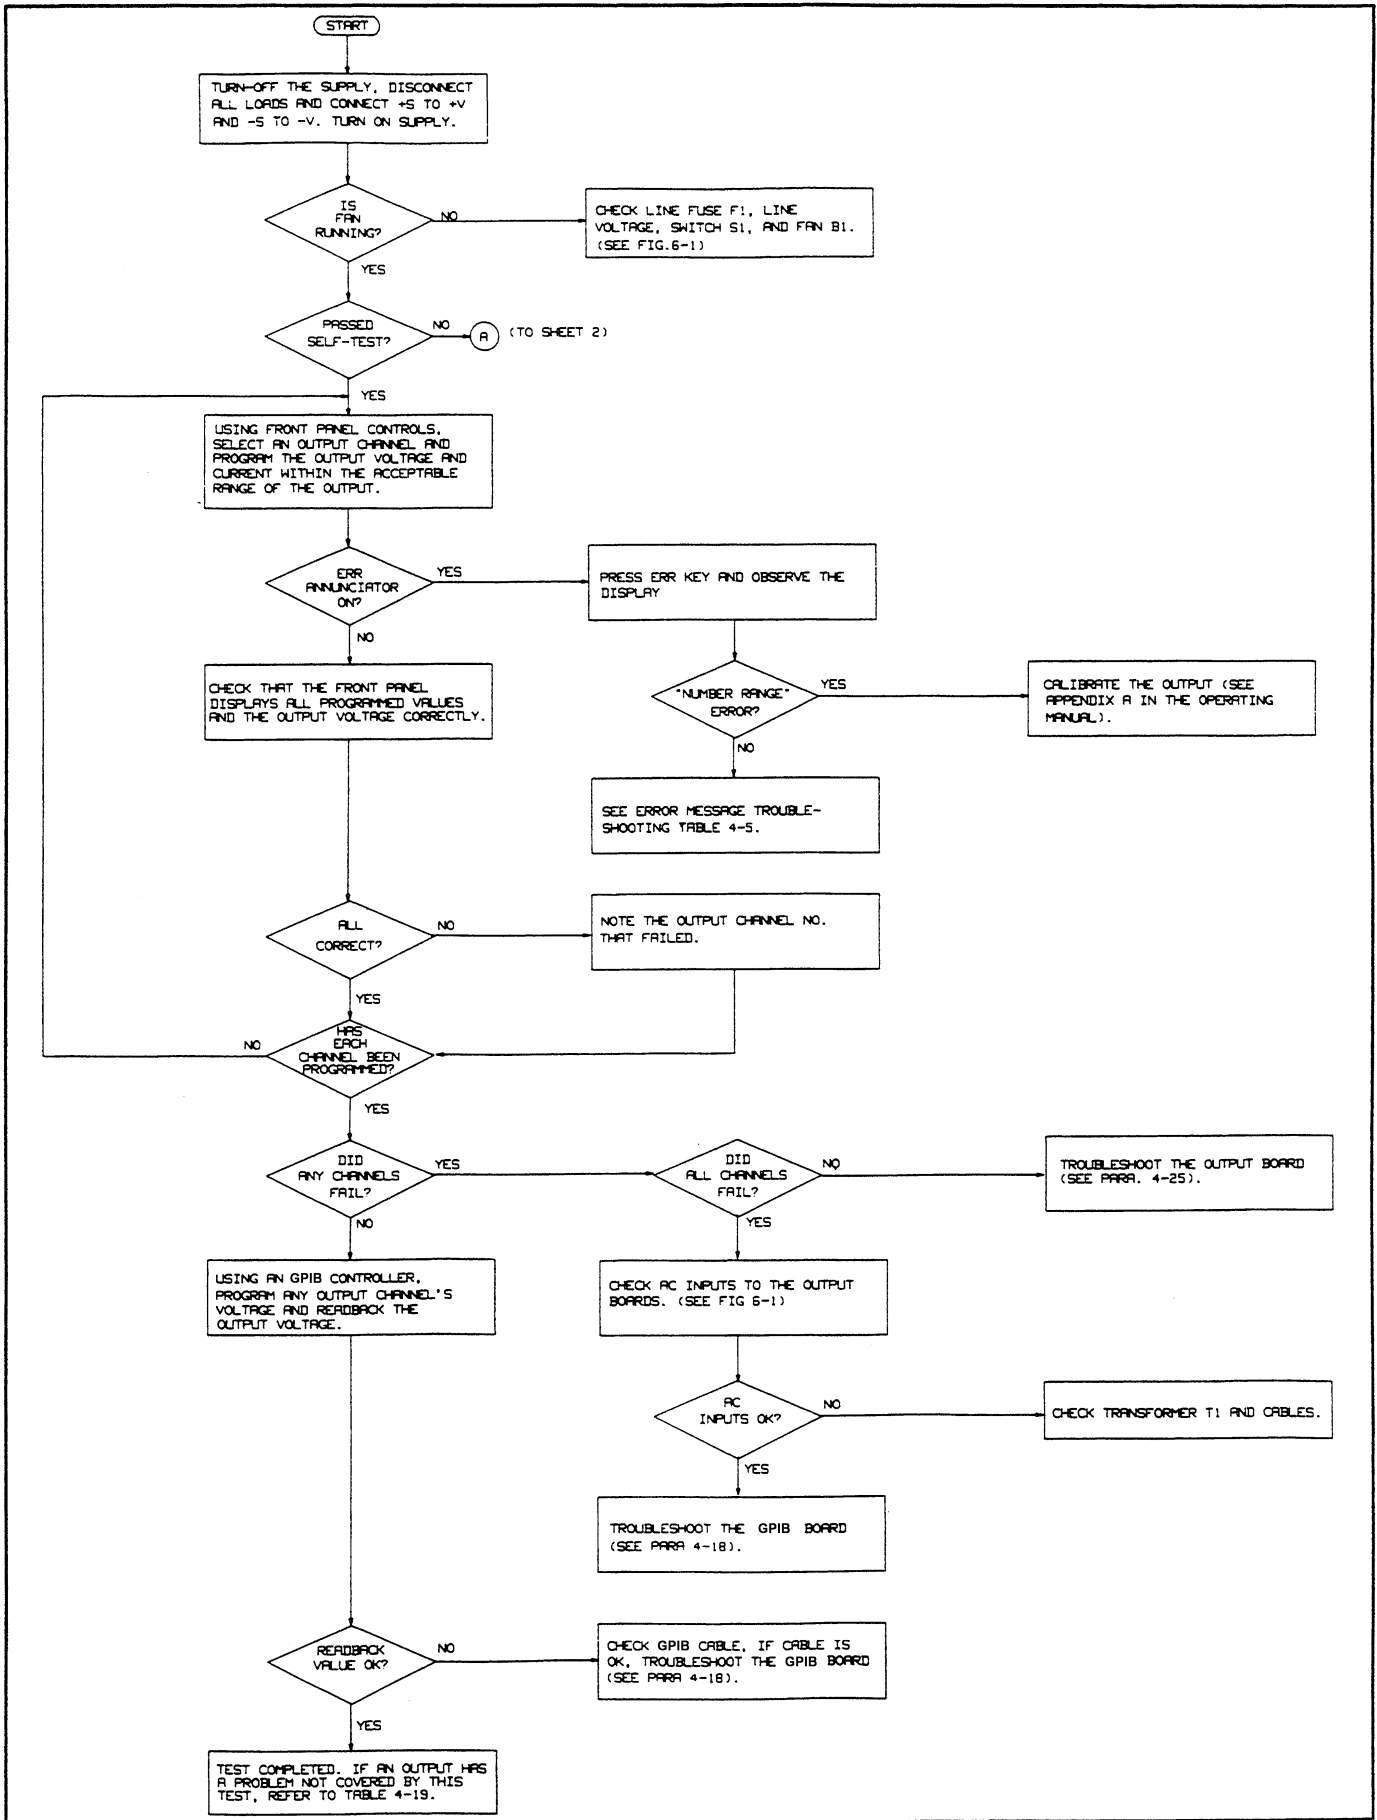 START
TURN-OFF THE SUPPLY, DISCONNECT
ALL LOADS AND CONNECT +S TO +V
AND -S TO -V. TURN ON SUPPLY.
IS
FAN
RUNNING?
NO
CHECK LINE FUSE F1, LINE
VOLTAGE, SWITCH S1, AND FAN B1.
(SEE FIG.6-1)
YES
PASSED
SELF-TEST?
NO
A
(TO SHEET 2)
YES
USING FRONT PANEL CONTROLS,
SELECT AN OUTPUT CHANNEL AND
PROGRAM THE OUTPUT VOLTAGE AND
CURRENT WITHIN THE ACCEPTABLE
RANGE OF THE OUTPUT.
ERR
ANNUNCIATOR
ON?
YES
PRESS ERR KEY AND OBSERVE THE
DISPLAY
NO
CHECK THAT THE FRONT PANEL
DISPLAYS ALL PROGRAMMED VALUES
AND THE OUTPUT VOLTAGE CORRECTLY.
"NUMBER RANGE"
ERROR?
YES
CALIBRATE THE OUTPUT (SEE
APPENDIX A IN THE OPERATING
MANUAL).
NO
SEE ERROR MESSAGE TROUBLE-
SHOOTING TABLE 4-5.
ALL
CORRECT?
NO
NOTE THE OUTPUT CHANNEL NO.
THAT FAILED.
YES
HAS
EACH
CHANNEL BEEN
PROGRAMMED?
NO
YES
DID
ANY CHANNELS
FAIL?
YES
DID
ALL CHANNELS
FAIL?
NO
TROUBLESHOOT THE OUTPUT BOARD
(SEE PARA. 4-25).
NO
YES
USING AN GPIB CONTROLLER,
PROGRAM ANY OUTPUT CHANNEL'S
VOLTAGE AND READBACK THE
OUTPUT VOLTAGE.
CHECK AC INPUTS TO THE OUTPUT
BOARDS. (SEE FIG 6-1)
AC
INPUTS OK?
NO
CHECK TRANSFORMER T1 AND CABLES.
YES
TROUBLESHOOT THE GPIB BOARD
(SEE PARA 4-18).
READBACK
VALUE OK?
NO
CHECK GPIB CABLE, IF CABLE IS
OK, TROUBLESHOOT THE GPIB BOARD
(SEE PARA 4-18).
YES
TEST COMPLETED. IF AN OUTPUT HAS
A PROBLEM NOT COVERED BY THIS
TEST, REFER TO TABLE 4-19.